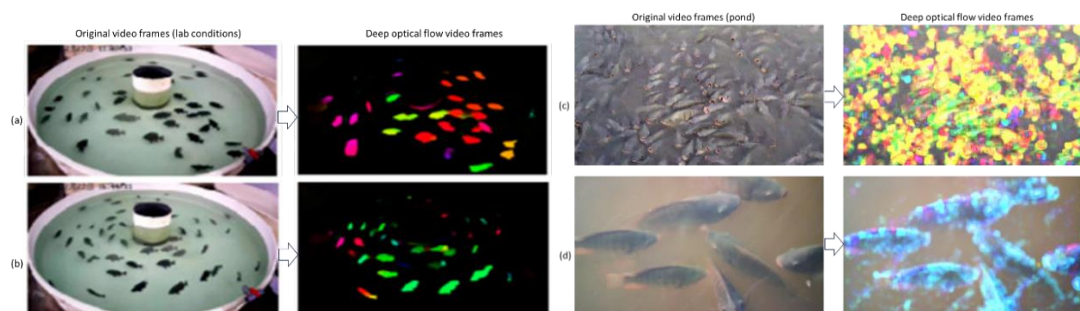 Original video frames (lab conditions)
Deep optical flow video frames
(a)
(b)
Original video frames (pond)
Deep optical flow video frames
(c)
(d)